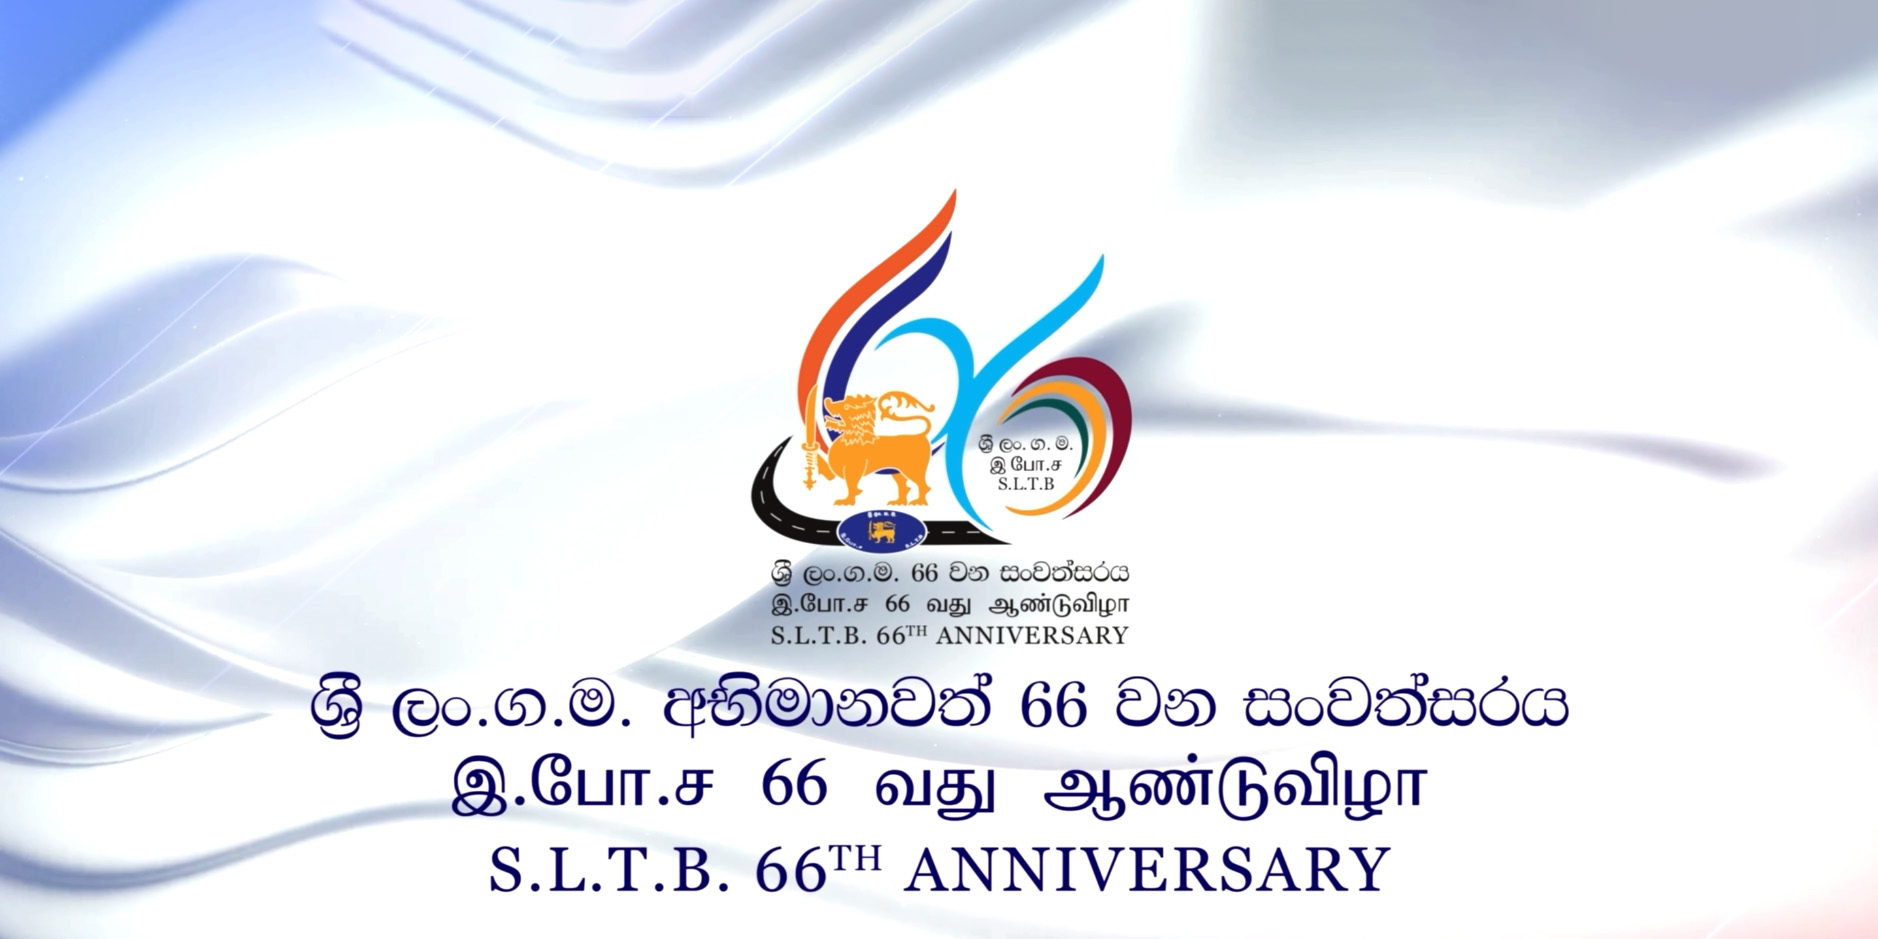 ශ්‍රී ලං. ග. ම.
இ போ.ச
S.L.T.B
ශ්‍රී ලං.ග.ම. 66 වන සංවත්සරය
இ.போ.ச 66 வது ஆண்டுவிழா
S.L.T.B. 66TH ANNIVERSARY
ශ්‍රී ලං.ග.ම. අභිමානවත් 66 වන සංවත්සරය
இ.போ.ச 66 வது ஆண்டுவிழா
S.L.T.B. 66TH ANNIVERSARY